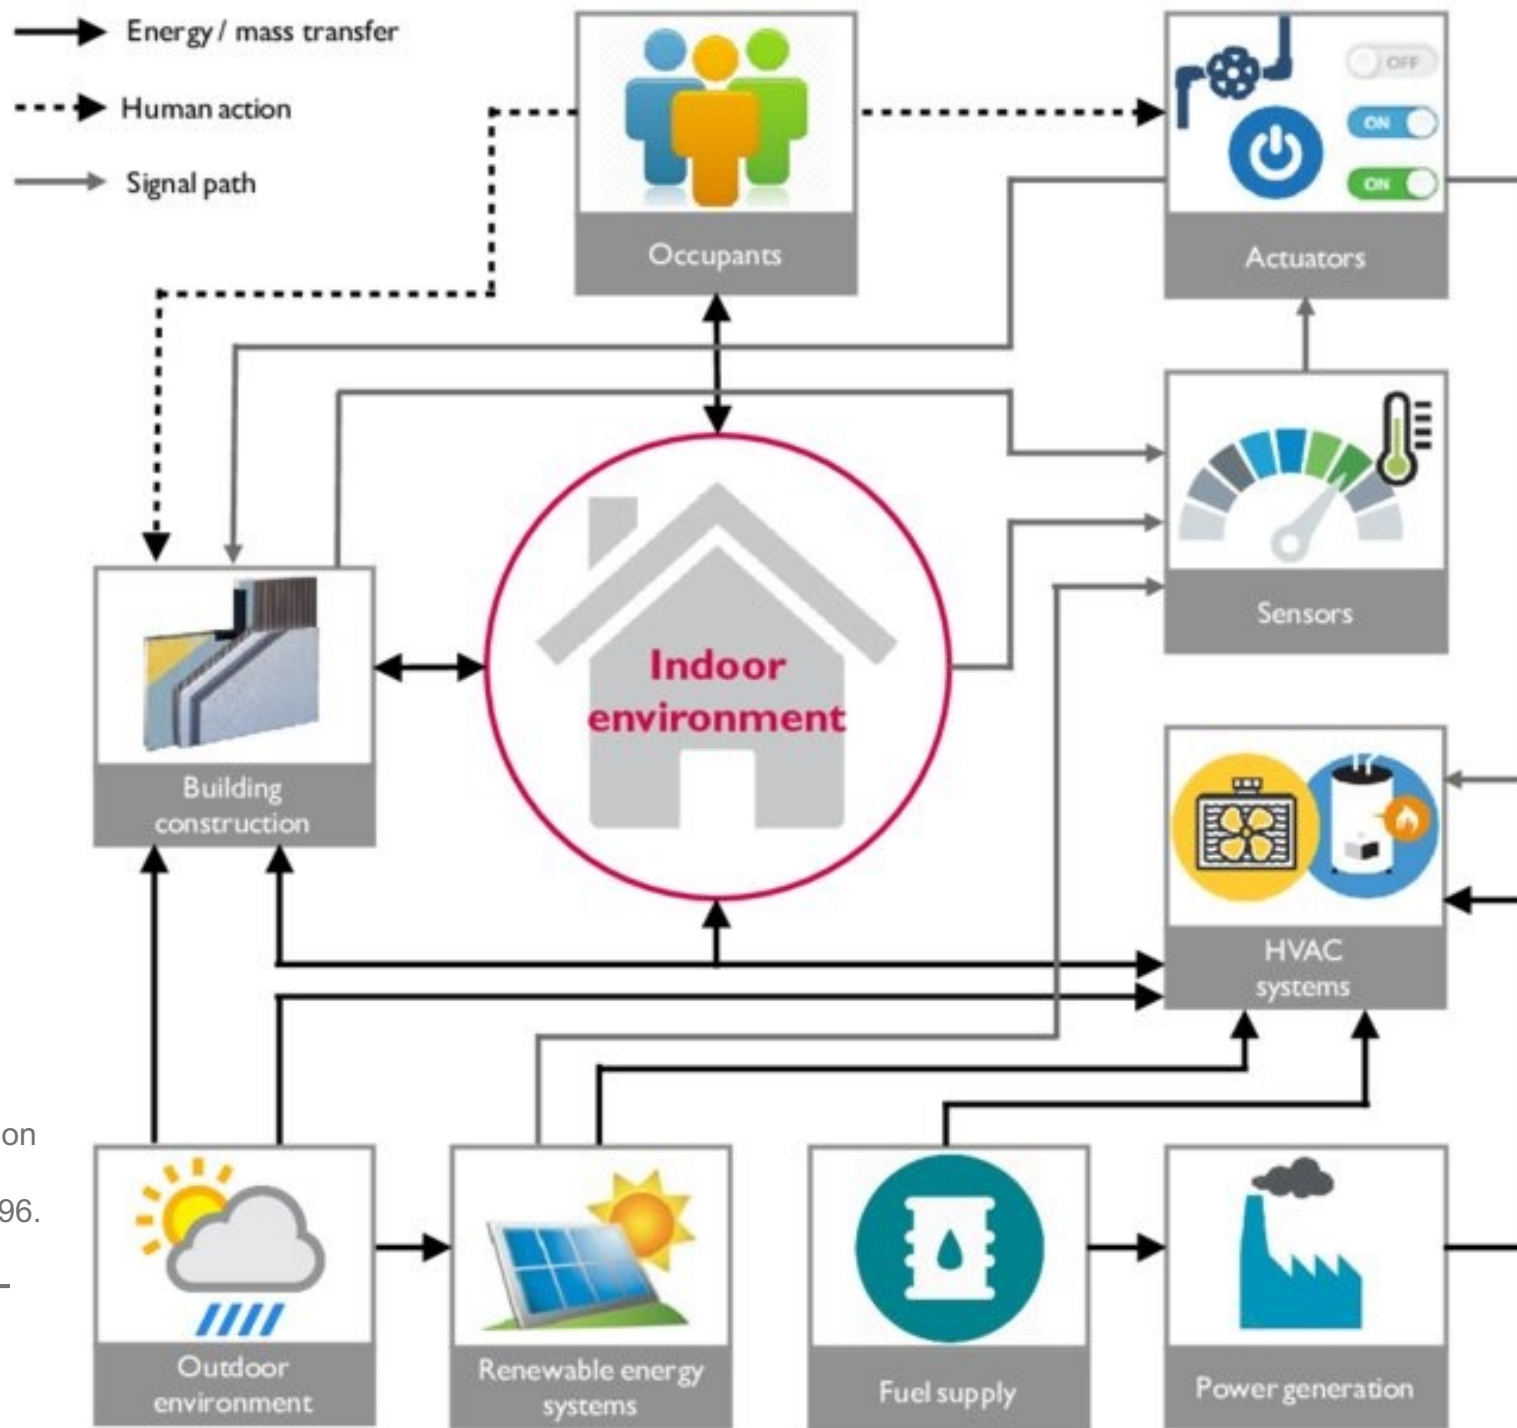 Energy / mass transfer
Human action
Signal path
OFF
ON
ON
Occupants
Actuators
Sensors
Indoor
environment
Building
construction
HVAC
systems
on
96.
Outdoor
environment
Renewable energy
systems
Fuel supply
Power generation